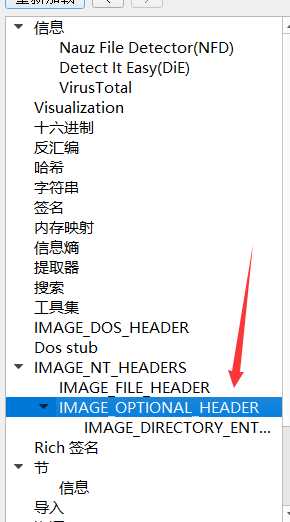 重新加载
信息
Nauz File Detector(NFD)
Detect It Easy(DiE)
VirusTotal
Visualization
十六进制
反汇编
哈希
字符串
签名
内存映射
信息熵
提取器
搜索
工具集
IMAGE_DOS_HEADER
Dos stub
IMAGE_NT_HEADERS
IMAGE_FILE_HEADER
IMAGE_OPTIONAL_HEADER
IMAGE_DIRECTORY_ENT...
Rich 签名
节
信息
导入